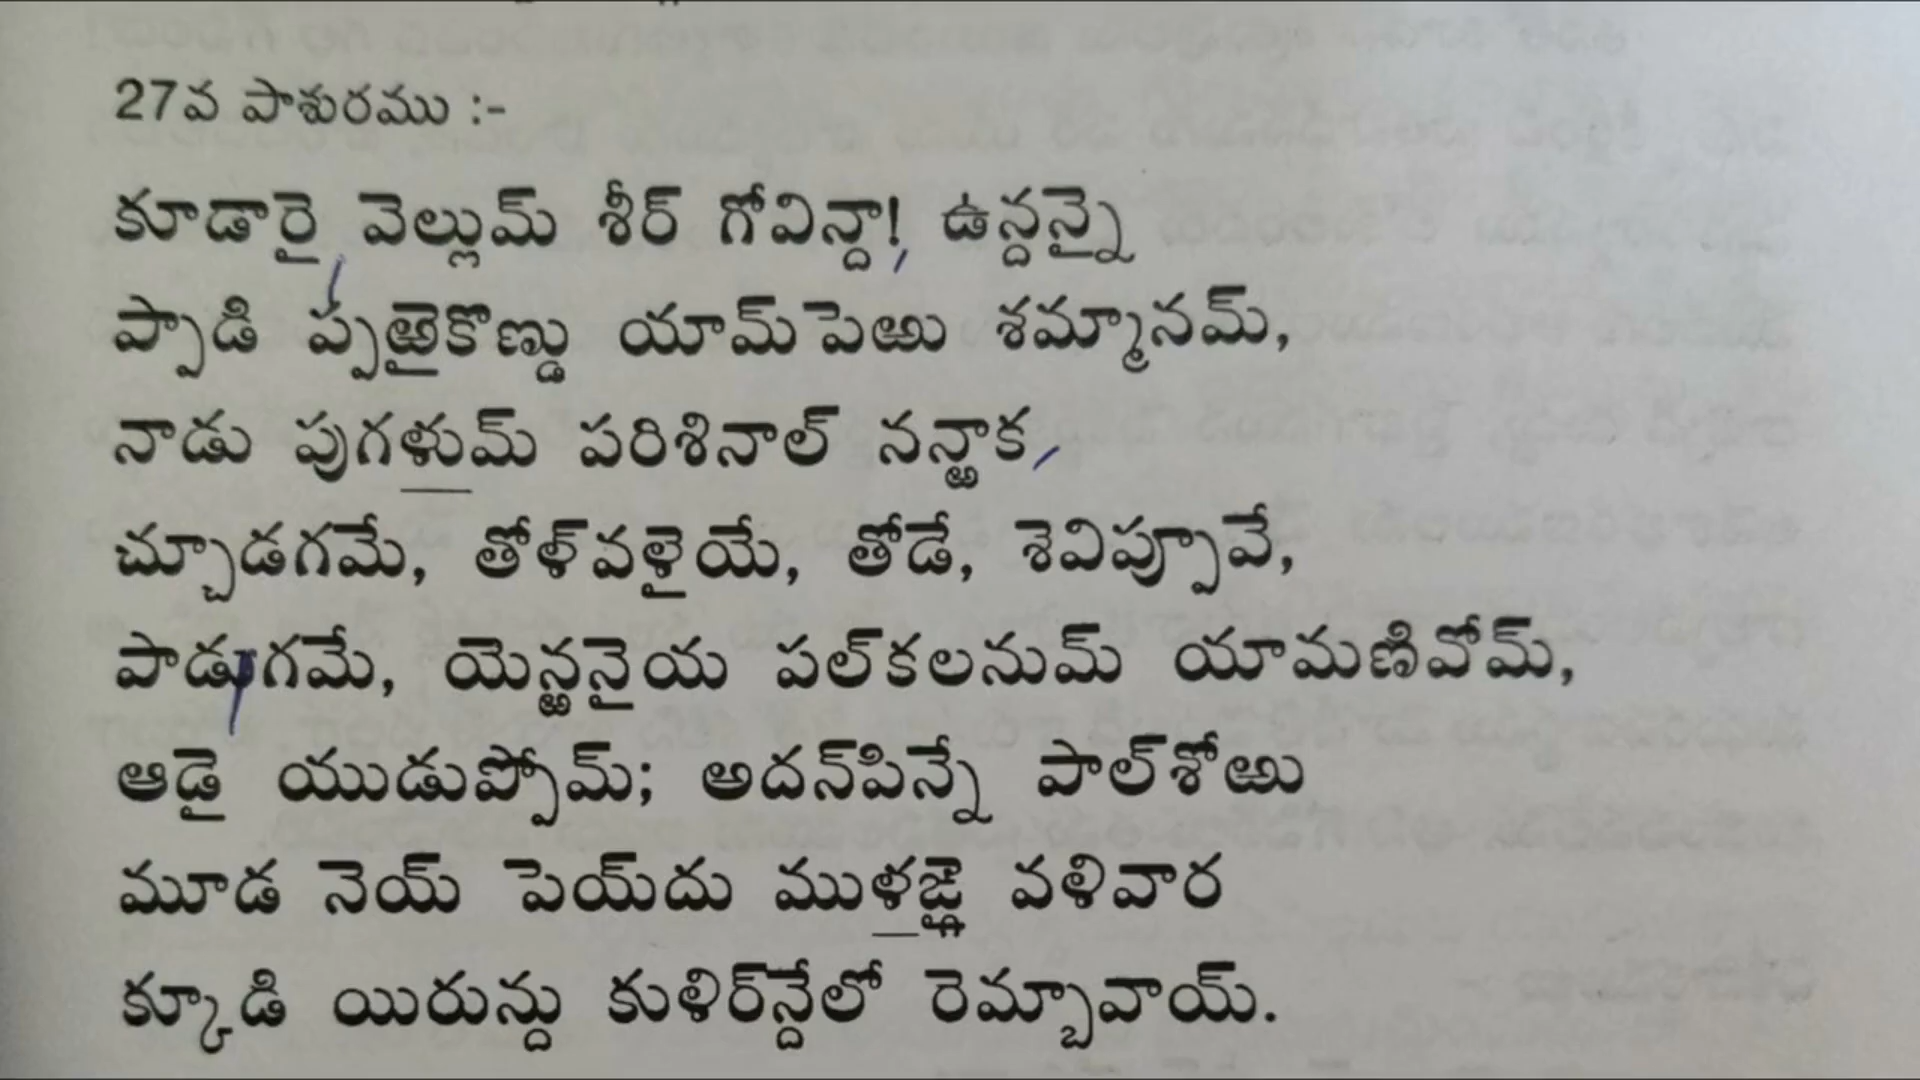 27వ పాశురము :-
కూడారై వెల్లుమ్ శీర్ గోవిన్దా!, ఉన్దన్నై
ప్పాడి ప్పఱైకొణ్డు యామ్‌పెఱు శమ్మానమ్,
నాడు పుగళుమ్ పరిశినాల్ నన్ఱాక,
చ్చూడగమే, తోళ్‌వళైయే, తోడే, శెవిప్పూవే,
పాడగమే, యెన్ఱనైయ పల్‌కలనుమ్ యామణివోమ్,
ఆడై యుడుప్పోమ్; అదన్‌పిన్నే పాల్‌శోఱు
మూడ నెయ్ పెయ్‌దు ముళఙ్గై వళివార
క్కూడి యిరున్దు కుళిర్‌న్దేలో రెమ్బావాయ్.